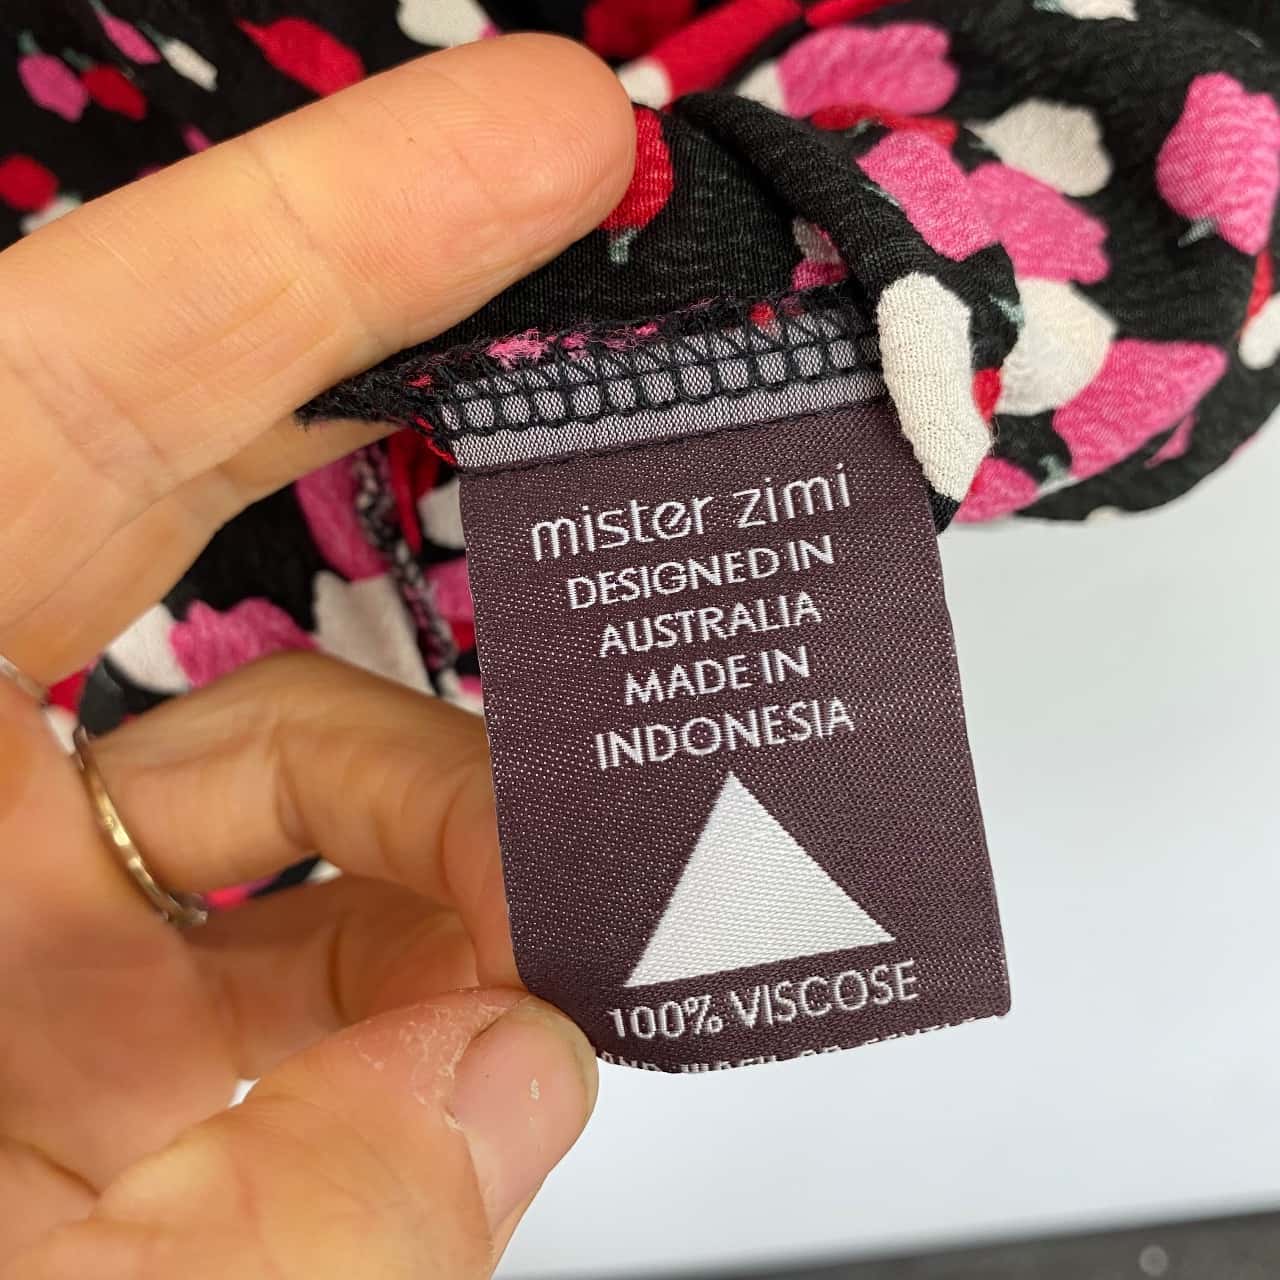 mister zimi
DESIGNED IN
AUSTRALIA
MADE IN
INDONESIA
100% VISCOSE